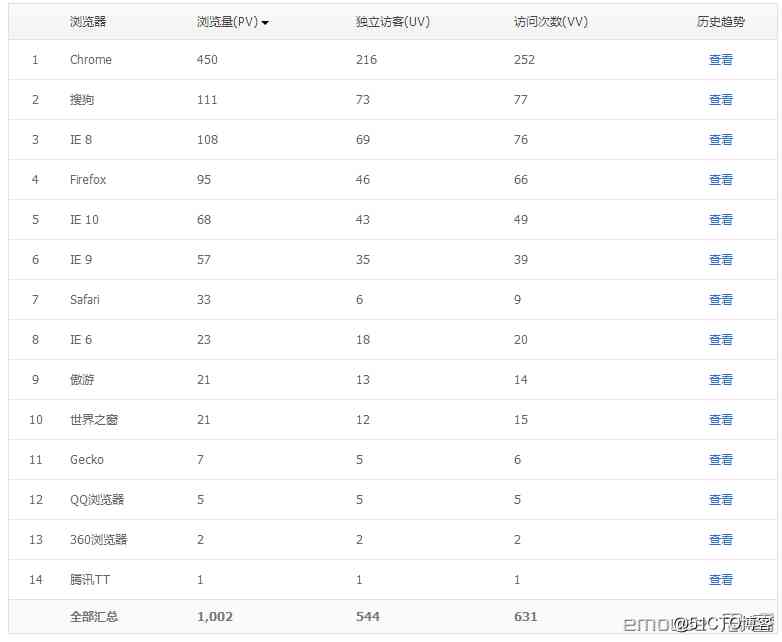 浏览器 浏览量(PV) 独立访客(UV) 访问次数(VV) 历史趋势
1 Chrome 450 216 252 查看
2 搜狗 111 73 77 查看
3 IE 8 108 69 76 查看
4 Firefox 95 46 66 查看
5 IE 10 68 43 49 查看
6 IE 9 57 35 39 查看
7 Safari 33 6 9 查看
8 IE 6 23 18 20 查看
9 傲游 21 13 14 查看
10 世界之窗 21 12 15 查看
11 Gecko 7 5 6 查看
12 QQ浏览器 5 5 5 查看
13 360浏览器 2 2 2 查看
14 腾讯TT 1 1 1 查看
全部汇总 1,002 544 631
@51CTO博客